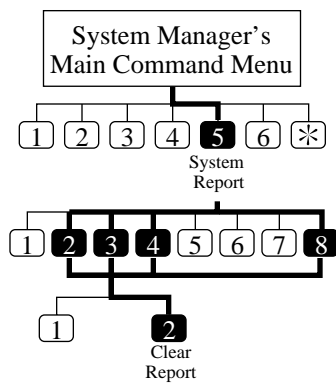 System Manager's
Main Command Menu
1 2 3 4 5 6 *
System
Report
1 2 3 4 5 6 7 8
1 2
Clear
Report